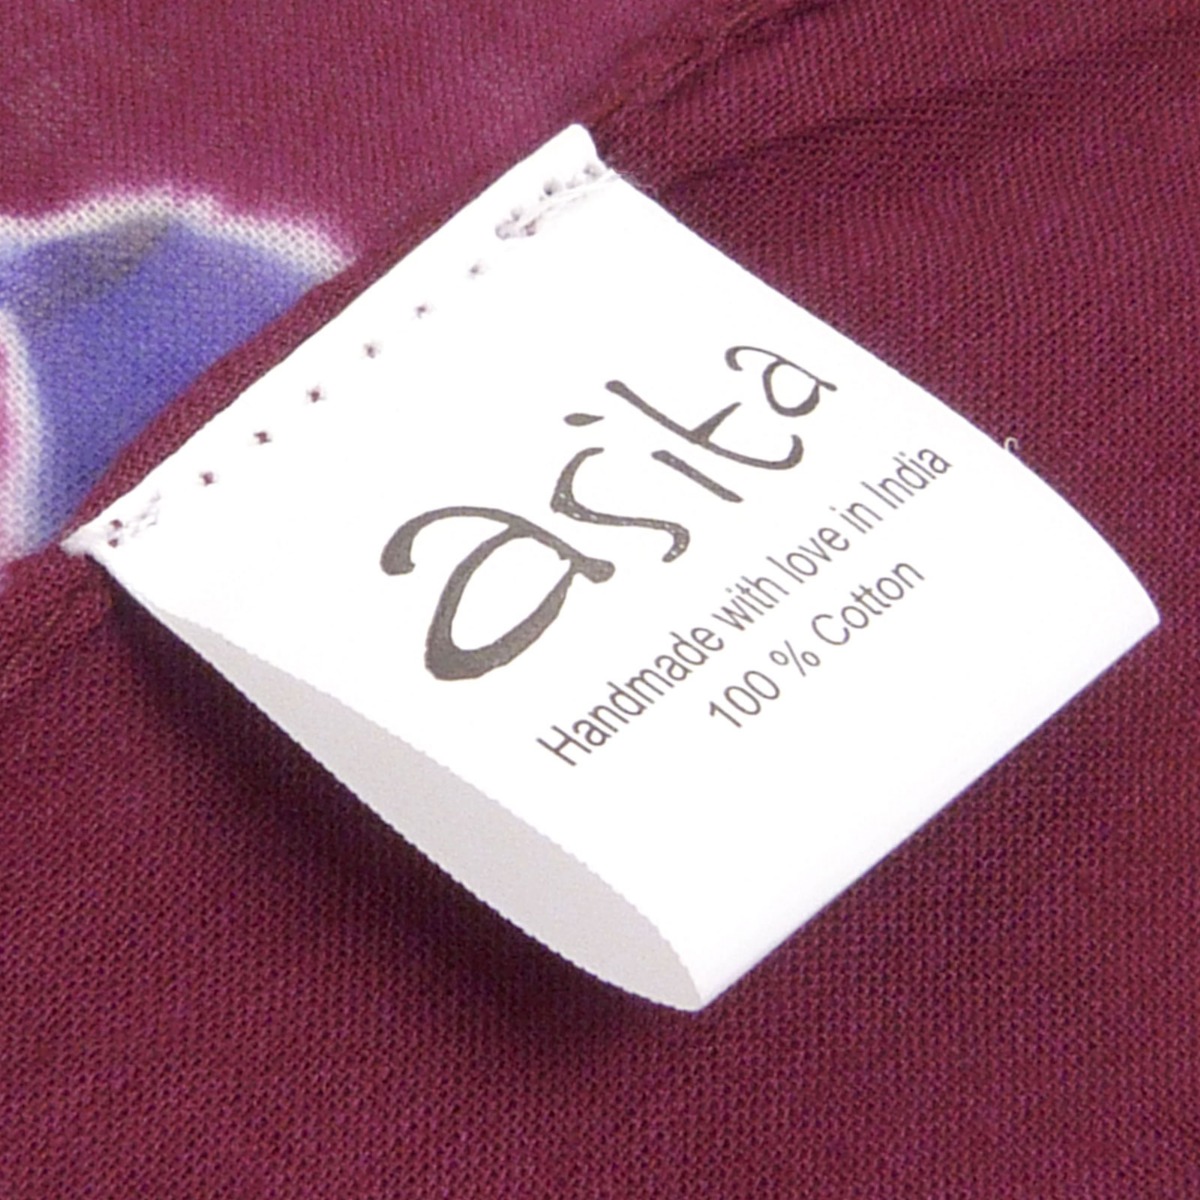 asita
Handmade with love in India
100 % Cotton